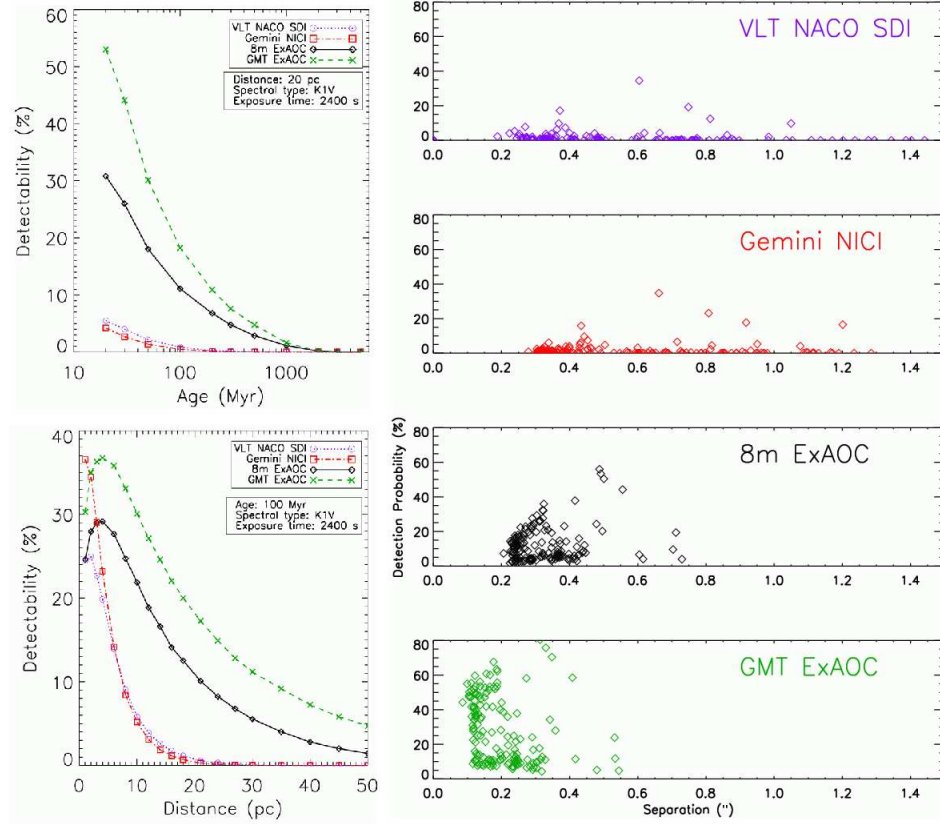 60
50
40
30
20
10
0
Detectability (%)
VLT NACO SDI
Gemini NICI
8m ExAOC
GMT ExAOC
Distance: 20 pc
Spectral type: K1V
Exposure time: 2400 s
10 100 1000
Age (Myr)
40
30
20
10
0
Detectability (%)
VLT NACO SDI
Gemini NICI
8m ExAOC
GMT ExAOC
Age: 100 Myr
Spectral type: K1V
Exposure time: 2400 s
0 10 20 30 40 50
Distance (pc)
VLT NACO SDI
80
60
40
20
0
0.0 0.2 0.4 0.6 0.8 1.0 1.2 1.4
Gemini NICI
80
60
40
20
0
0.0 0.2 0.4 0.6 0.8 1.0 1.2 1.4
8m ExAOC
Detection Probability (%)
80
60
40
20
0
0.0 0.2 0.4 0.6 0.8 1.0 1.2 1.4
GMT ExAOC
80
60
40
20
0
0.0 0.2 0.4 0.6 0.8 1.0 1.2 1.4
Separation (")